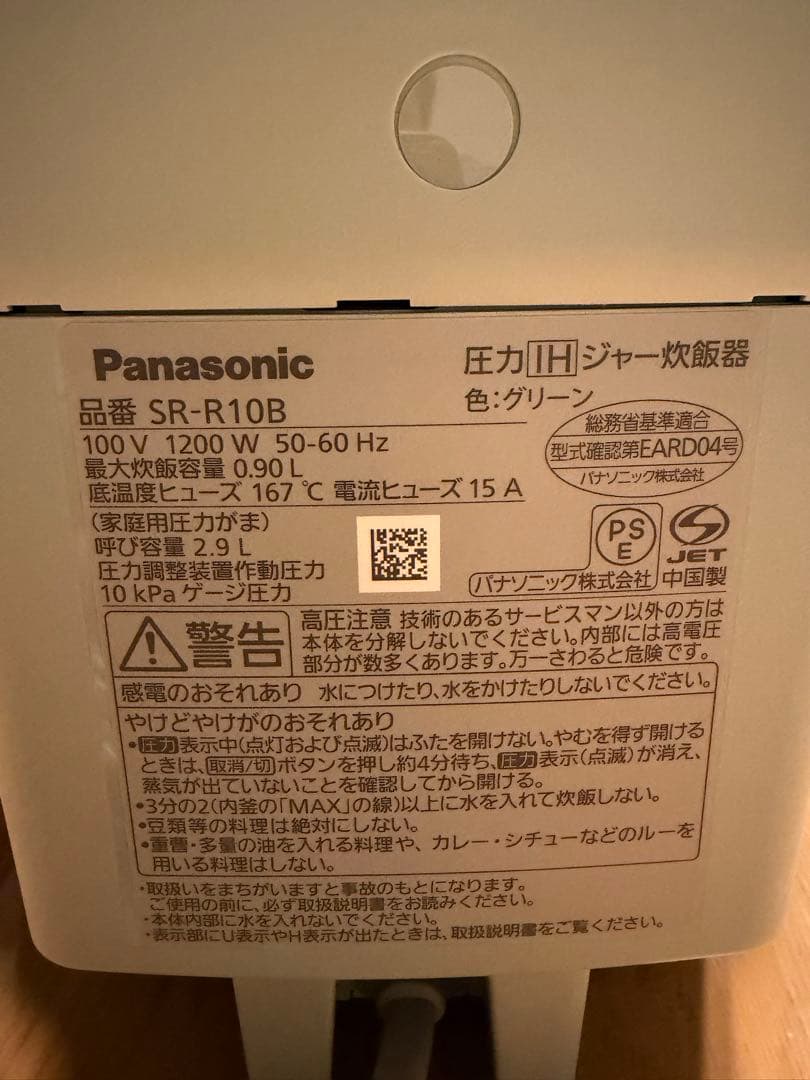 Panasonic
圧力IHジャー炊飯器
品番 SR-R10B
色:グリーン
100V 1200W 50-60Hz
最大炊飯容量 0.90L
底温度ヒューズ 167℃ 電流ヒューズ 15A
総務省基準適合
型式確認第EARD04号
パナソニック株式会社
(家庭用圧力がま)
呼び容量 2.9L
圧力調整装置作動圧力
10kPaゲージ圧力
PS
E
JET
パナソニック株式会社 中国製
警告
高圧注意 技術のあるサービスマン以外の方は
本体を分解しないでください。内部には高電圧
部分が数多くあります。万一さわると危険です。
感電のおそれあり 水につけたり、水をかけたりしないでください。
やけどやけがのおそれあり
•圧力表示中(点灯および点滅)はふたを開けない。やむを得ず開ける
ときは、取消/切ボタンを押し約4分待ち、圧力表示(点滅)が消え、
蒸気が出ていないことを確認してから開ける。
•3分の2(内釜の「MAX」の線)以上に水を入れて炊飯しない。
•豆類等の料理は絶対にしない。
•重曹・多量の油を入れる料理や、カレー・シチューなどのルーを
用いる料理はしない。
・取扱いをまちがいますと事故のもとになります。
ご使用の前に、必ず取扱説明書をお読みください。
・本体内部に水を入れないでください。
・表示部にU表示やH表示が出たときは、取扱説明書をご覧ください。